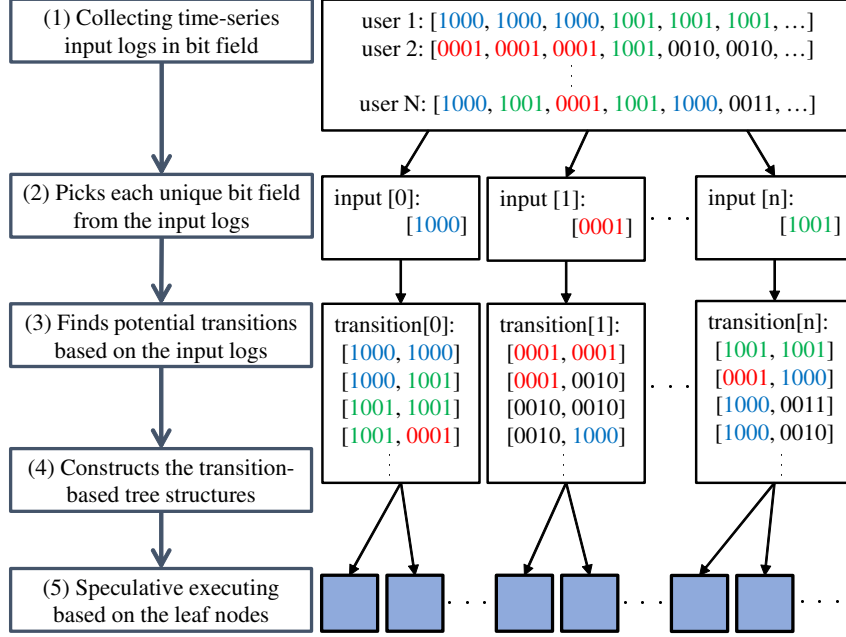 (1) Collecting time-series
input logs in bit field
user 1: [1000, 1000, 1000, 1001, 1001, 1001, …]
user 2: [0001, 0001, 0001, 1001, 0010, 0010, …]
user N: [1000, 1001, 0001, 1001, 1000, 0011, …]
(2) Picks each unique bit field
from the input logs
input [0]:
[1000]
input [1]:
[0001]
. . .
input [n]:
[1001]
(3) Finds potential transitions
based on the input logs
transition[0]:
[1000, 1000]
[1000, 1001]
[1001, 1001]
[1001, 0001]
transition[1]:
[0001, 0001]
[0001, 0010]
[0010, 0010]
[0010, 1000]
. . .
transition[n]:
[1001, 1001]
[0001, 1000]
[1000, 0011]
[1000, 0010]
(4) Constructs the transition-
based tree structures
(5) Speculative executing
based on the leaf nodes
. . . . . . . . .